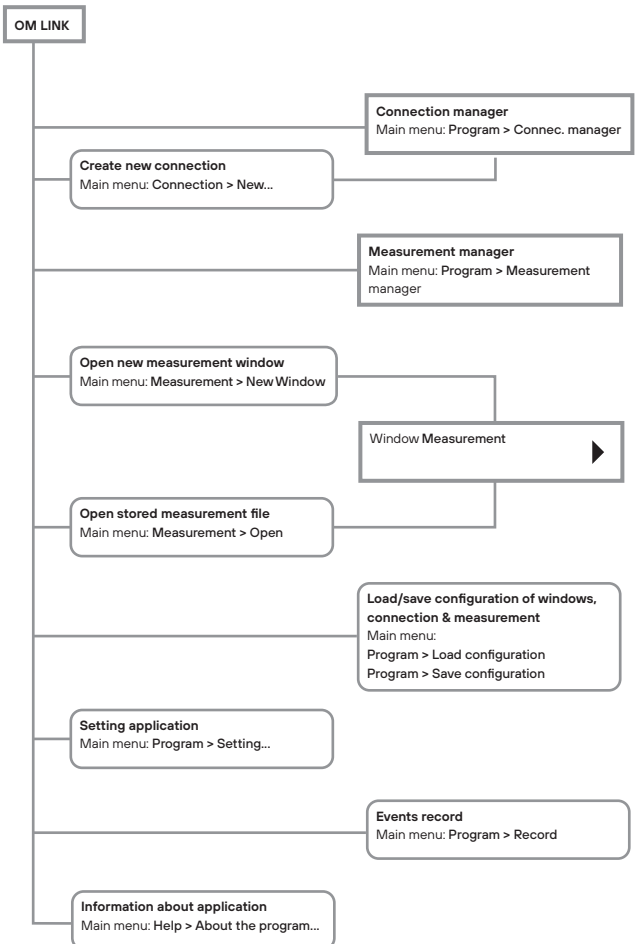 OM LINK
Connection manager
Main menu: Program > Connec. manager
Create new connection
Main menu: Connection > New...
Measurement manager
Main menu: Program > Measurement
manager
Open new measurement window
Main menu: Measurement > New Window
Window Measurement
Open stored measurement file
Main menu: Measurement > Open
Load/save configuration of windows,
connection & measurement
Main menu:
Program > Load configuration
Program > Save configuration
Setting application
Main menu: Program > Setting...
Events record
Main menu: Program > Record
Information about application
Main menu: Help > About the program...